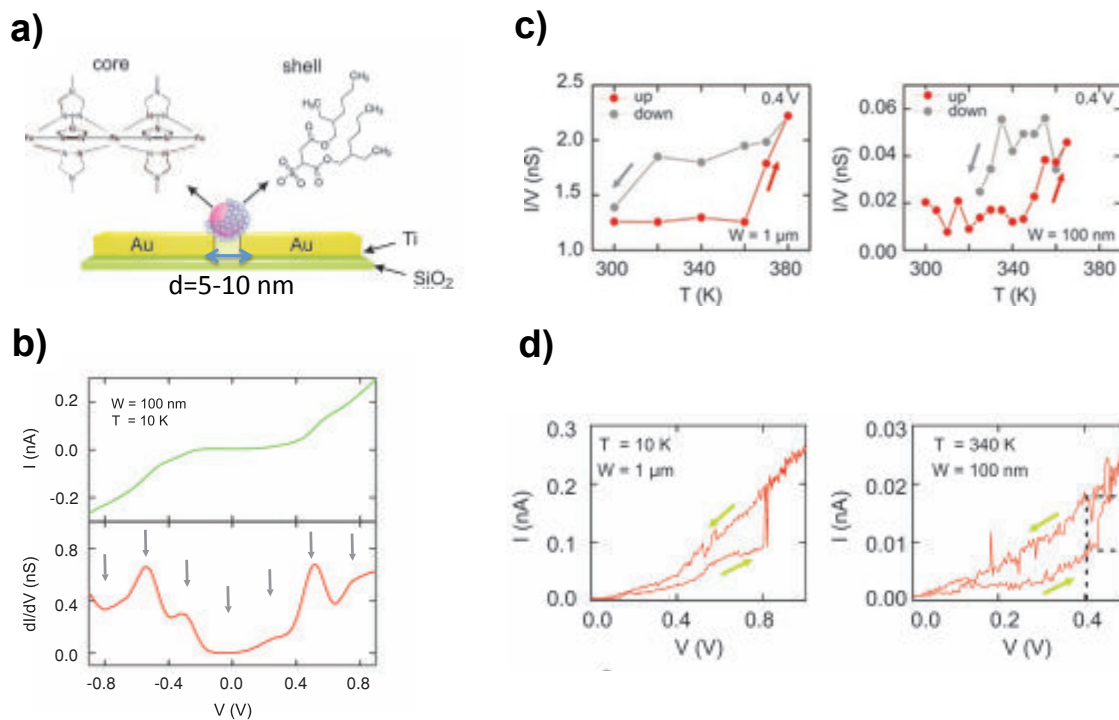 a)
core
shell
CH₃
H₃C
CH₃
CH₃
Au
Au
Ti
SiO₂
d=5-10 nm
b)
W = 100 nm
T = 10 K
I (nA)
0.2
0.0
-0.2
dI/dV (nS)
0.8
0.4
0.0
-0.8
-0.4
0.0
0.4
0.8
V (V)
c)
up
down
0.4 V
I/V (nS)
2.5
2.0
1.5
1.0
W = 1 µm
300
340
380
T (K)
up
down
0.4 V
I/V (nS)
0.06
0.04
0.02
0.00
W = 100 nm
300
340
380
T (K)
d)
T = 10 K
W = 1 µm
I (nA)
0.3
0.2
0.1
0.0
0.0
0.4
0.8
V (V)
T = 340 K
W = 100 nm
I (nA)
0.03
0.02
0.01
0.00
0.0
0.2
0.4
V (V)